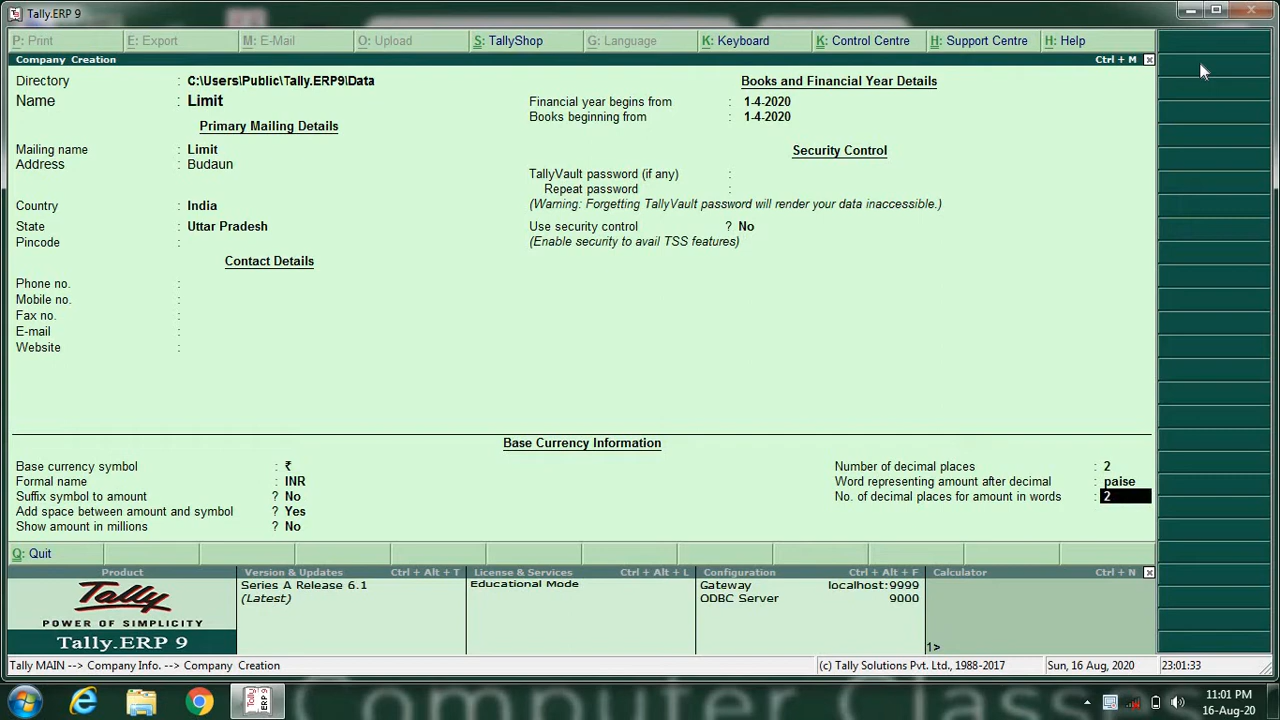 Tally.ERP 9
P: Print E: Export M: E-Mail O: Upload S: TallyShop G: Language K: Keyboard K: Control Centre H: Support Centre H: Help
Company Creation Ctrl + M
Directory : C:\Users\Public\Tally.ERP9\Data
Name : Limit
Primary Mailing Details
Mailing name : Limit
Address : Budaun
Country : India
State : Uttar Pradesh
Pincode :
Contact Details
Phone no. :
Mobile no. :
Fax no. :
E-mail :
Website :
Books and Financial Year Details
Financial year begins from : 1-4-2020
Books beginning from : 1-4-2020
Security Control
TallyVault password (if any) :
Repeat password :
(Warning: Forgetting TallyVault password will render your data inaccessible.)
Use security control ? No
(Enable security to avail TSS features)
Base Currency Information
Base currency symbol : ₹
Formal name : INR
Suffix symbol to amount ? No
Add space between amount and symbol ? Yes
Show amount in millions ? No
Number of decimal places : 2
Word representing amount after decimal : paise
No. of decimal places for amount in words : 2
Q: Quit
Product
Tally
POWER OF SIMPLICITY
Tally.ERP 9
Version & Updates Ctrl + Alt + T
Series A Release 6.1
(Latest)
License & Services Ctrl + Alt + L
Educational Mode
Configuration Ctrl + Alt + F
Gateway localhost:9999
ODBC Server 9000
Calculator Ctrl + N
1>
Tally MAIN --> Company Info. --> Company Creation (c) Tally Solutions Pvt. Ltd., 1988-2017 Sun, 16 Aug, 2020 23:01:33
11:01 PM
16-Aug-20